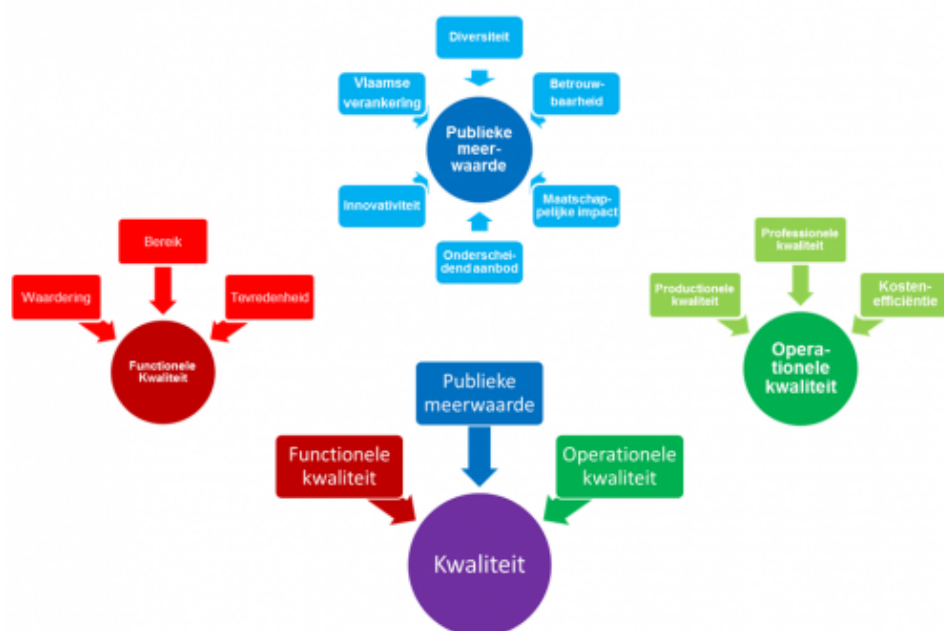 Diversiteit
Vlaamse
verankering
Betrouw-
baarheid
Publieke
meer-
waarde
Innovativiteit
Maatschap-
pelijke impact
Onderschei-
dend aanbod
Bereik
Waardering
Tevredenheid
Functionele
Kwaliteit
Professionele
kwaliteit
Productionele
kwaliteit
Kosten-
efficiëntie
Opera-
tionele
kwaliteit
Publieke
meerwaarde
Functionele
kwaliteit
Operationele
kwaliteit
Kwaliteit